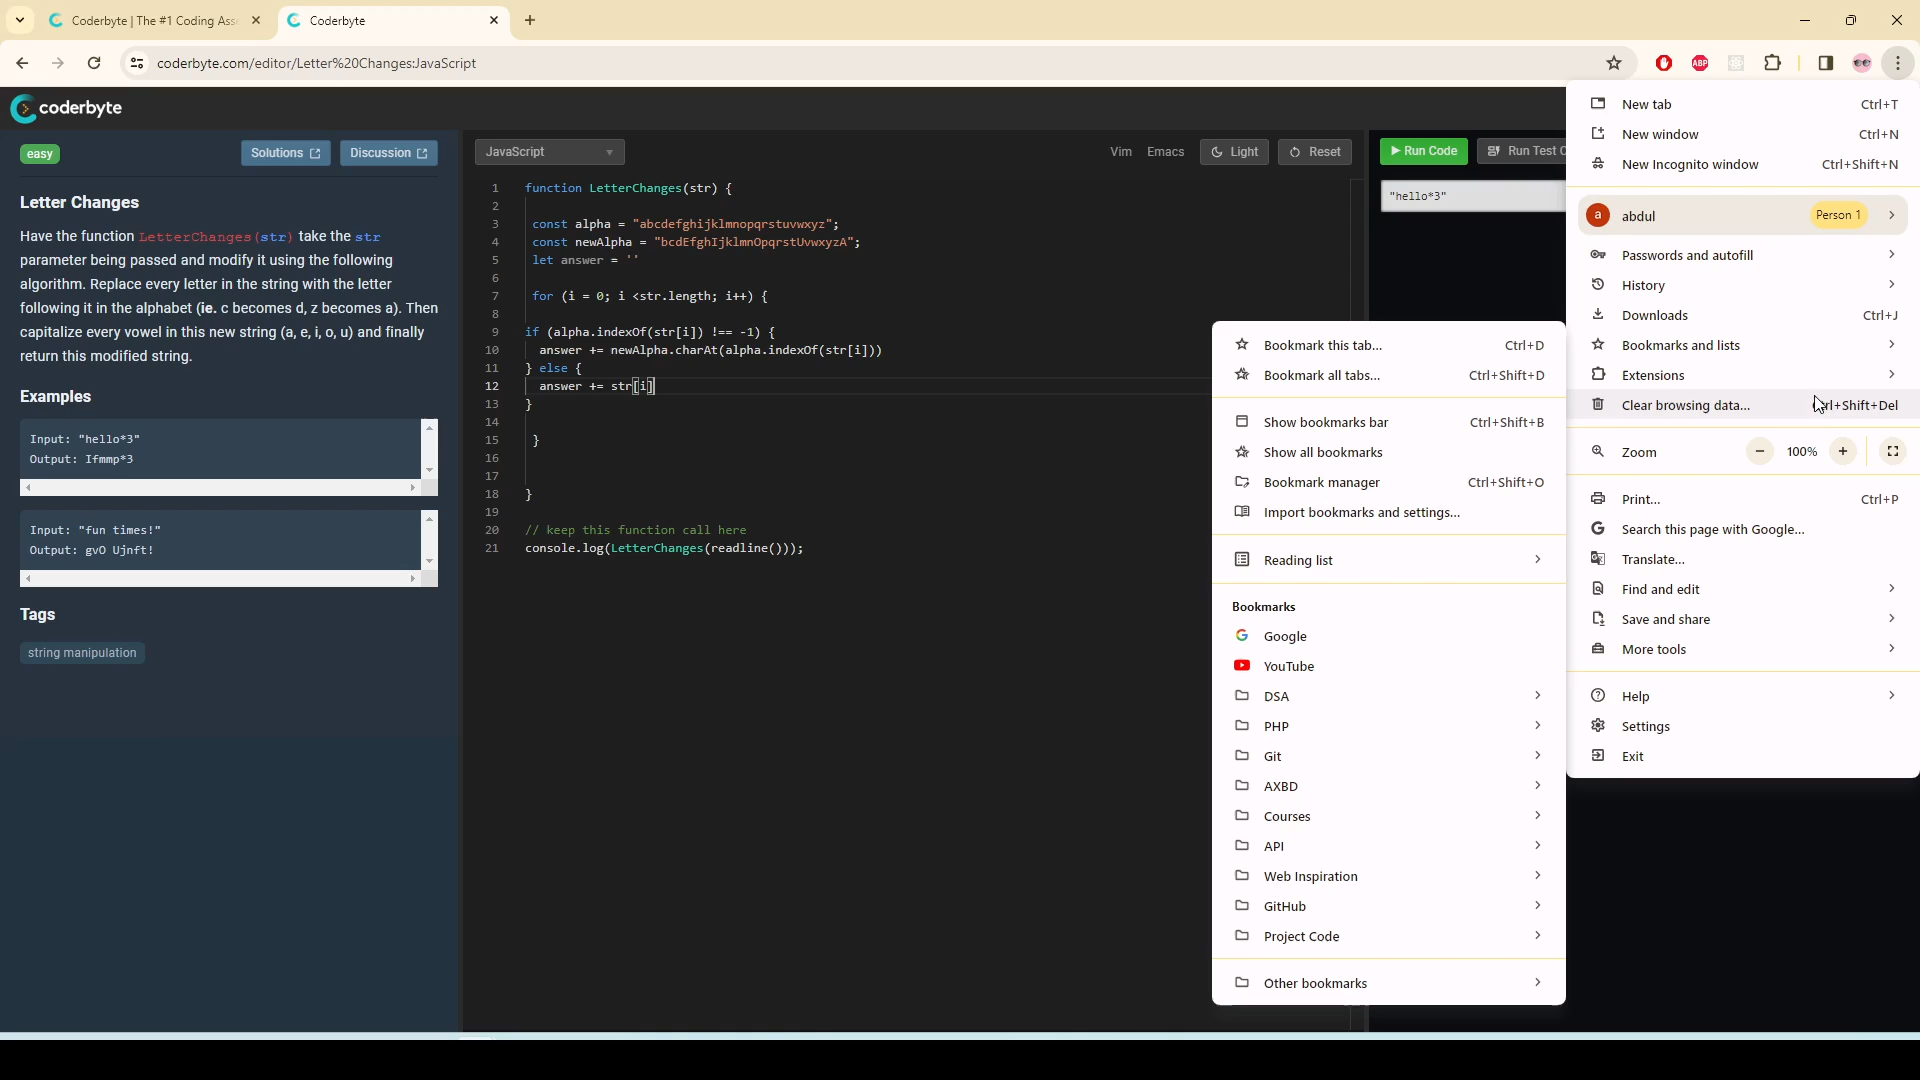 Coderbyte | The #1 Coding Ass
Coderbyte
coderbyte.com/editor/Letter%20Changes:JavaScript
ABP
coderbyte
easy
Solutions
Discussion
Letter Changes
Have the function LetterChanges(str) take the str
parameter being passed and modify it using the following
algorithm. Replace every letter in the string with the letter
following it in the alphabet (ie. c becomes d, z becomes a). Then
capitalize every vowel in this new string (a, e, i, o, u) and finally
return this modified string.
Examples
Input: "hello*3"
Output: Ifmmp*3
Input: "fun times!"
Output: gvO Ujnft!
Tags
string manipulation
JavaScript
Vim
Emacs
Light
Reset
1 function LetterChanges(str) {
2
3 const alpha = "abcdefghijklmnopqrstuvwxyz";
4 const newAlpha = "bcdEfghIjklmnOpqrstUvwxyzA";
5 let answer = ''
6
7 for (i = 0; i <str.length; i++) {
8
9 if (alpha.indexOf(str[i]) !== -1) {
10 answer += newAlpha.charAt(alpha.indexOf(str[i]))
11 } else {
12 answer += str[i]
13 }
14
15 }
16
17
18 }
19
20 // keep this function call here
21 console.log(LetterChanges(readline()));
Run Code
Run Test C
"hello*3"
Bookmark this tab... Ctrl+D
Bookmark all tabs... Ctrl+Shift+D
Show bookmarks bar Ctrl+Shift+B
Show all bookmarks
Bookmark manager Ctrl+Shift+O
Import bookmarks and settings...
Reading list
Bookmarks
Google
YouTube
DSA
PHP
Git
AXBD
Courses
API
Web Inspiration
GitHub
Project Code
Other bookmarks
New tab Ctrl+T
New window Ctrl+N
New Incognito window Ctrl+Shift+N
a abdul Person 1
Passwords and autofill
History
Downloads Ctrl+J
Bookmarks and lists
Extensions
Clear browsing data... Ctrl+Shift+Del
Zoom − 100% +
Print... Ctrl+P
Search this page with Google...
Translate...
Find and edit
Save and share
More tools
Help
Settings
Exit